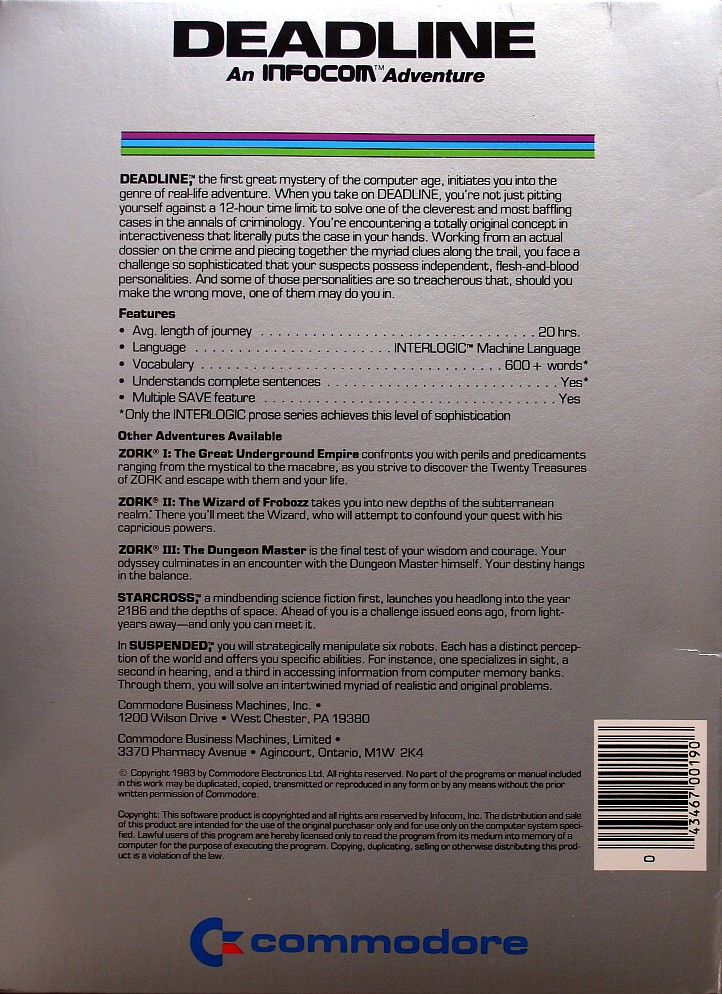 DEADLINE
An INFOCOM™ Adventure
DEADLINE,™ the first great mystery of the computer age, initiates you into the
genre of real-life adventure. When you take on DEADLINE, you're not just pitting
yourself against a 12-hour time limit to solve one of the cleverest and most baffling
cases in the annals of criminology. You're encountering a totally original concept in
interactiveness that literally puts the case in your hands. Working from an actual
dossier on the crime and piecing together the myriad clues along the trail, you face a
challenge so sophisticated that your suspects possess independent, flesh-and-blood
personalities. And some of those personalities are so treacherous that, should you
make the wrong move, one of them may do you in.
Features
• Avg. length of journey . . . . . . . . . . . . . . . . . . . . . . . . . . . . . . . . 20 hrs.
• Language . . . . . . . . . . . . . . . . . . . . . . . INTERLOGIC™ Machine Language
• Vocabulary . . . . . . . . . . . . . . . . . . . . . . . . . . . . . . . . . . . 600 + words*
• Understands complete sentences . . . . . . . . . . . . . . . . . . . . . . . . . . . Yes*
• Multiple SAVE feature . . . . . . . . . . . . . . . . . . . . . . . . . . . . . . . . . . Yes
*Only the INTERLOGIC prose series achieves this level of sophistication
Other Adventures Available
ZORK® I: The Great Underground Empire confronts you with perils and predicaments
ranging from the mystical to the macabre, as you strive to discover the Twenty Treasures
of ZORK and escape with them and your life.
ZORK® II: The Wizard of Frobozz takes you into new depths of the subterranean
realm. There you'll meet the Wizard, who will attempt to confound your quest with his
capricious powers.
ZORK® III: The Dungeon Master is the final test of your wisdom and courage. Your
odyssey culminates in an encounter with the Dungeon Master himself. Your destiny hangs
in the balance.
STARCROSS,™ a mindbending science fiction first, launches you headlong into the year
2186 and the depths of space. Ahead of you is a challenge issued eons ago, from light-
years away—and only you can meet it.
In SUSPENDED,™ you will strategically manipulate six robots. Each has a distinct percep-
tion of the world and offers you specific abilities. For instance, one specializes in sight, a
second in hearing, and a third in accessing information from computer memory banks.
Through them, you will solve an intertwined myriad of realistic and original problems.
Commodore Business Machines, Inc. •
1200 Wilson Drive • West Chester, PA 19380
Commodore Business Machines, Limited •
3370 Pharmacy Avenue • Agincourt, Ontario, M1W 2K4
© Copyright 1983 by Commodore Electronics Ltd. All rights reserved. No part of the programs or manual included
in this work may be duplicated, copied, transmitted or reproduced in any form or by any means without the prior
written permission of Commodore.
Copyright: This software product is copyrighted and all rights are reserved by Infocom, Inc. The distribution and sale
of this product are intended for the use of the original purchaser only and for use only on the computer system speci-
fied. Lawful users of this program are hereby licensed only to read the program from its medium into memory of a
computer for the purpose of executing the program. Copying, duplicating, selling or otherwise distributing this prod-
uct is a violation of the law.
0 43467 00190
commodore